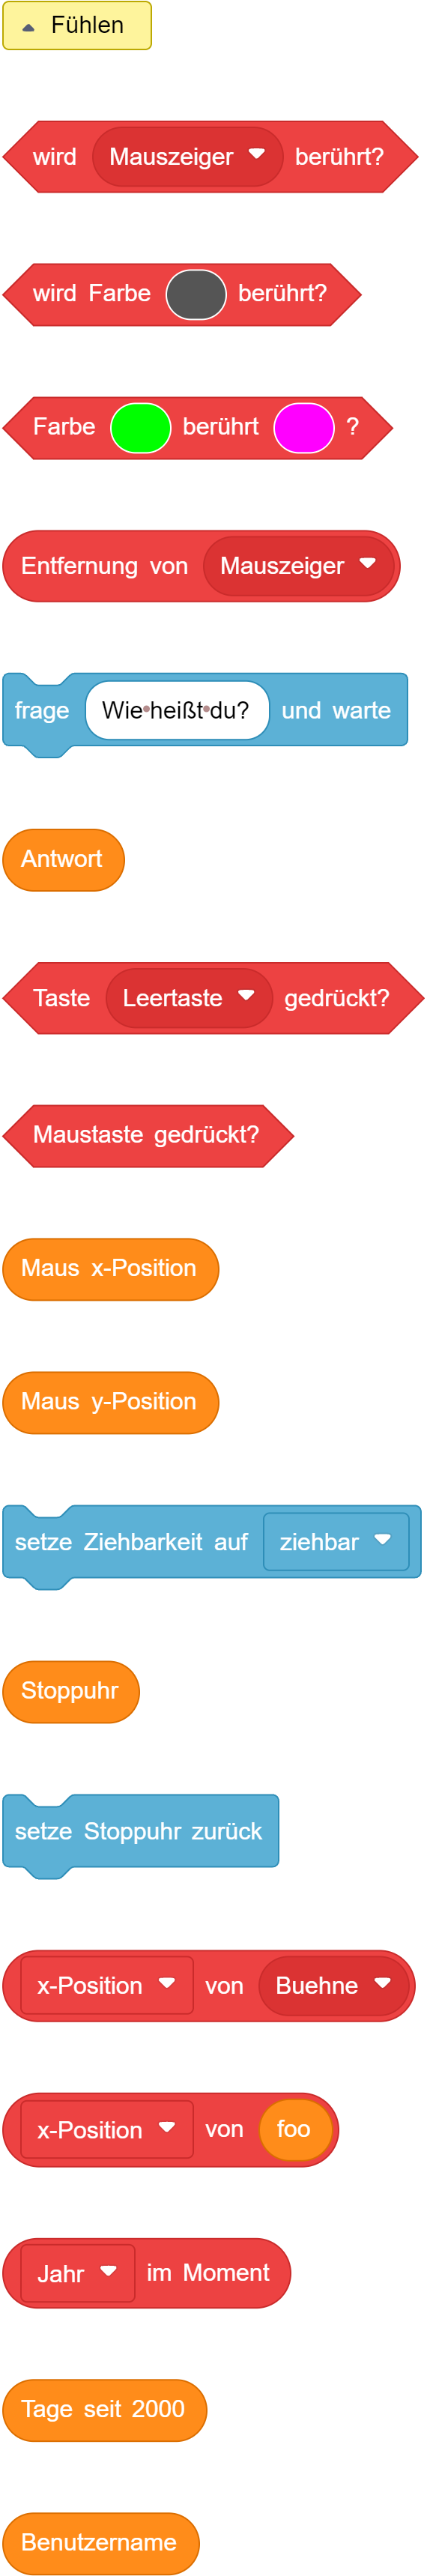 Fühlen
wird Mauszeiger berührt?
wird Farbe berührt?
Farbe berührt ?
Entfernung von Mauszeiger
frage Wie•heißt•du? und warte
Antwort
Taste Leertaste gedrückt?
Maustaste gedrückt?
Maus x-Position
Maus y-Position
setze Ziehbarkeit auf ziehbar
Stoppuhr
setze Stoppuhr zurück
x-Position von Buehne
x-Position von foo
Jahr im Moment
Tage seit 2000
Benutzername